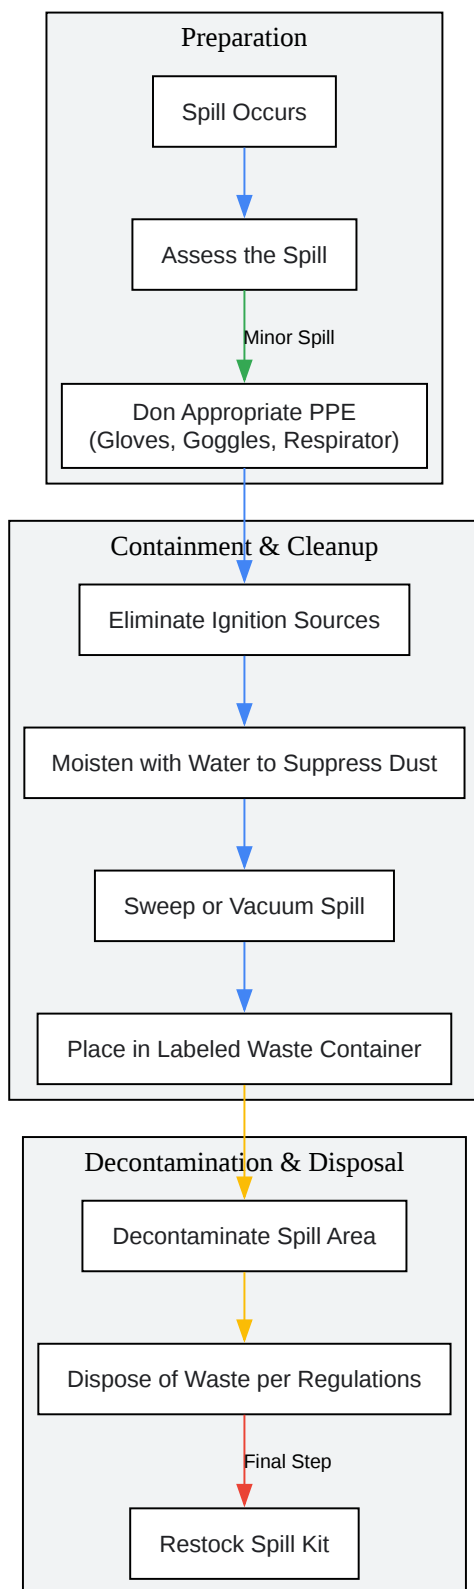 Preparation
Spill Occurs
Assess the Spill
Minor Spill
Don Appropriate PPE
(Gloves, Goggles, Respirator)
Containment & Cleanup
Eliminate Ignition Sources
Moisten with Water to Suppress Dust
Sweep or Vacuum Spill
Place in Labeled Waste Container
Decontamination & Disposal
Decontaminate Spill Area
Dispose of Waste per Regulations
Final Step
Restock Spill Kit